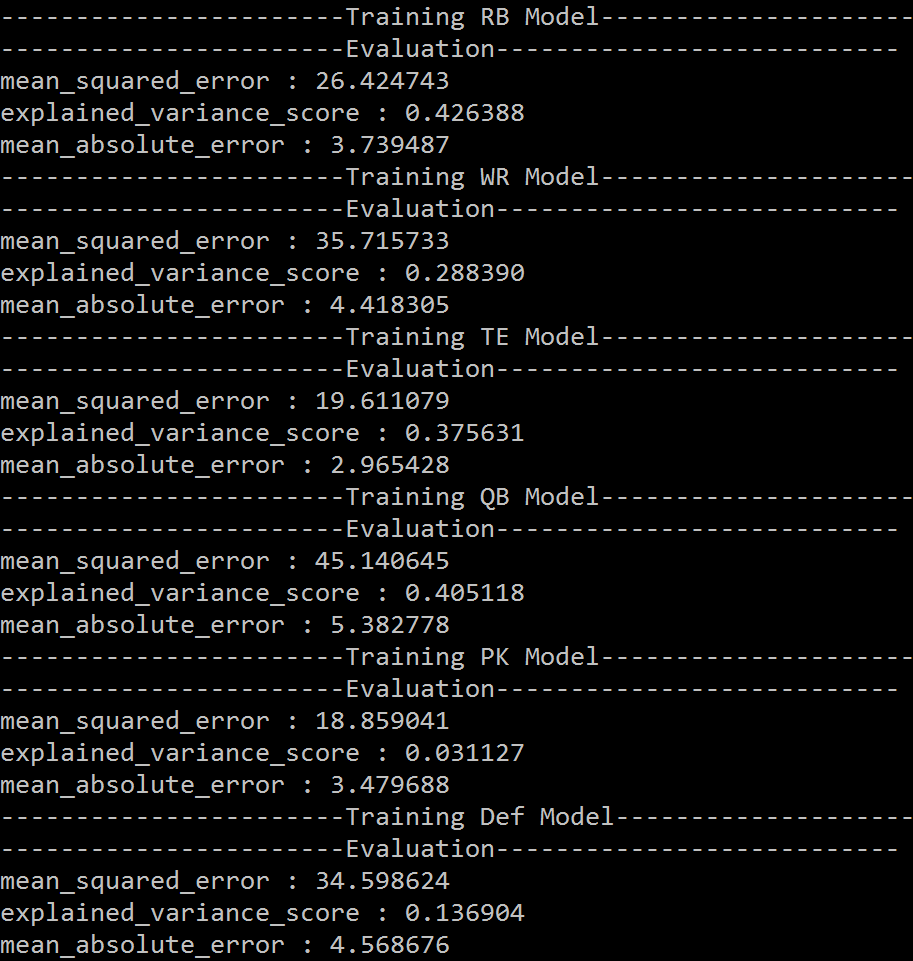 -----------------------Training RB Model---------------------
-----------------------Evaluation---------------------------
mean_squared_error : 26.424743
explained_variance_score : 0.426388
mean_absolute_error : 3.739487
-----------------------Training WR Model---------------------
-----------------------Evaluation---------------------------
mean_squared_error : 35.715733
explained_variance_score : 0.288390
mean_absolute_error : 4.418305
-----------------------Training TE Model---------------------
-----------------------Evaluation---------------------------
mean_squared_error : 19.611079
explained_variance_score : 0.375631
mean_absolute_error : 2.965428
-----------------------Training QB Model---------------------
-----------------------Evaluation---------------------------
mean_squared_error : 45.140645
explained_variance_score : 0.405118
mean_absolute_error : 5.382778
-----------------------Training PK Model---------------------
-----------------------Evaluation---------------------------
mean_squared_error : 18.859041
explained_variance_score : 0.031127
mean_absolute_error : 3.479688
-----------------------Training Def Model--------------------
-----------------------Evaluation---------------------------
mean_squared_error : 34.598624
explained_variance_score : 0.136904
mean_absolute_error : 4.568676